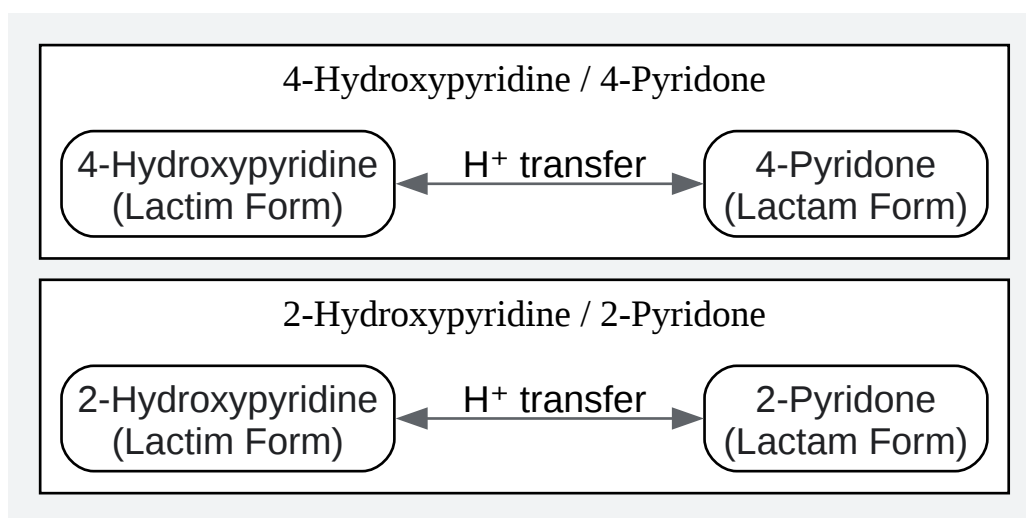 4-Hydroxypyridine / 4-Pyridone
4-Hydroxypyridine
(Lactim Form)
H⁺ transfer
4-Pyridone
(Lactam Form)
2-Hydroxypyridine / 2-Pyridone
2-Hydroxypyridine
(Lactim Form)
H⁺ transfer
2-Pyridone
(Lactam Form)